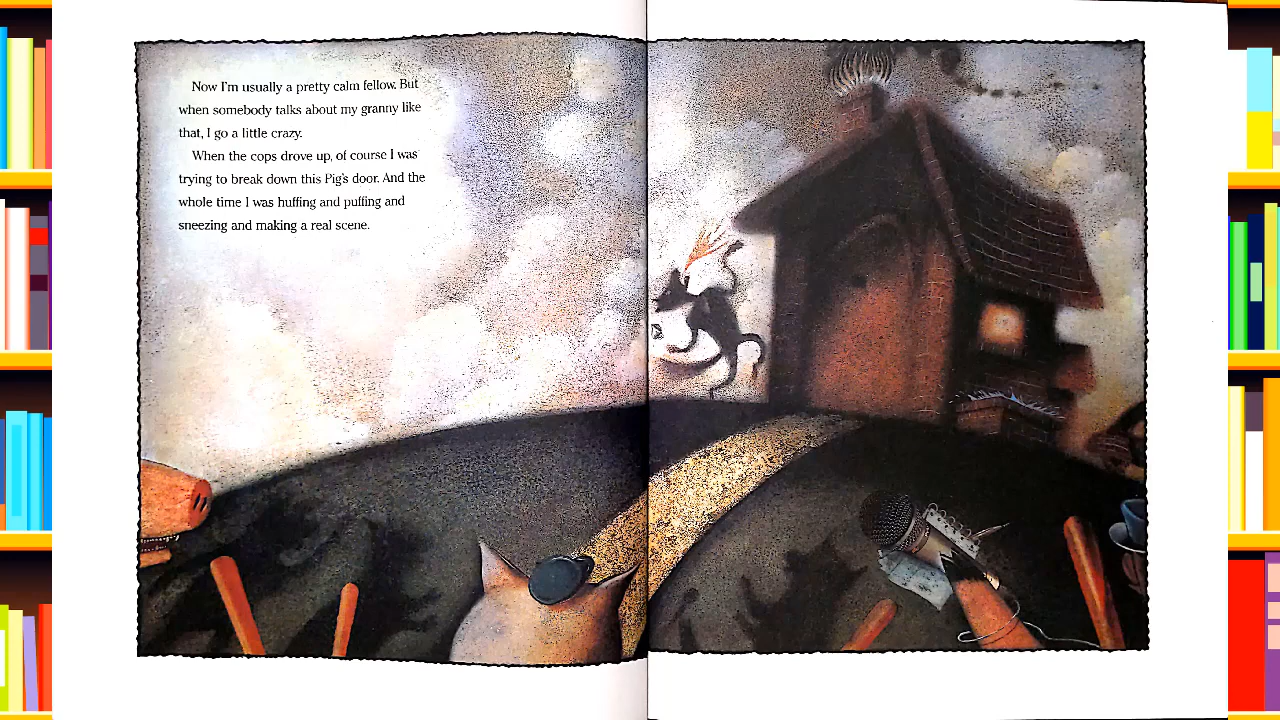 Now I'm usually a pretty calm fellow. But
when somebody talks about my granny like
that, I go a little crazy.
When the cops drove up, of course I was
trying to break down this Pig's door. And the
whole time I was huffing and puffing and
sneezing and making a real scene.